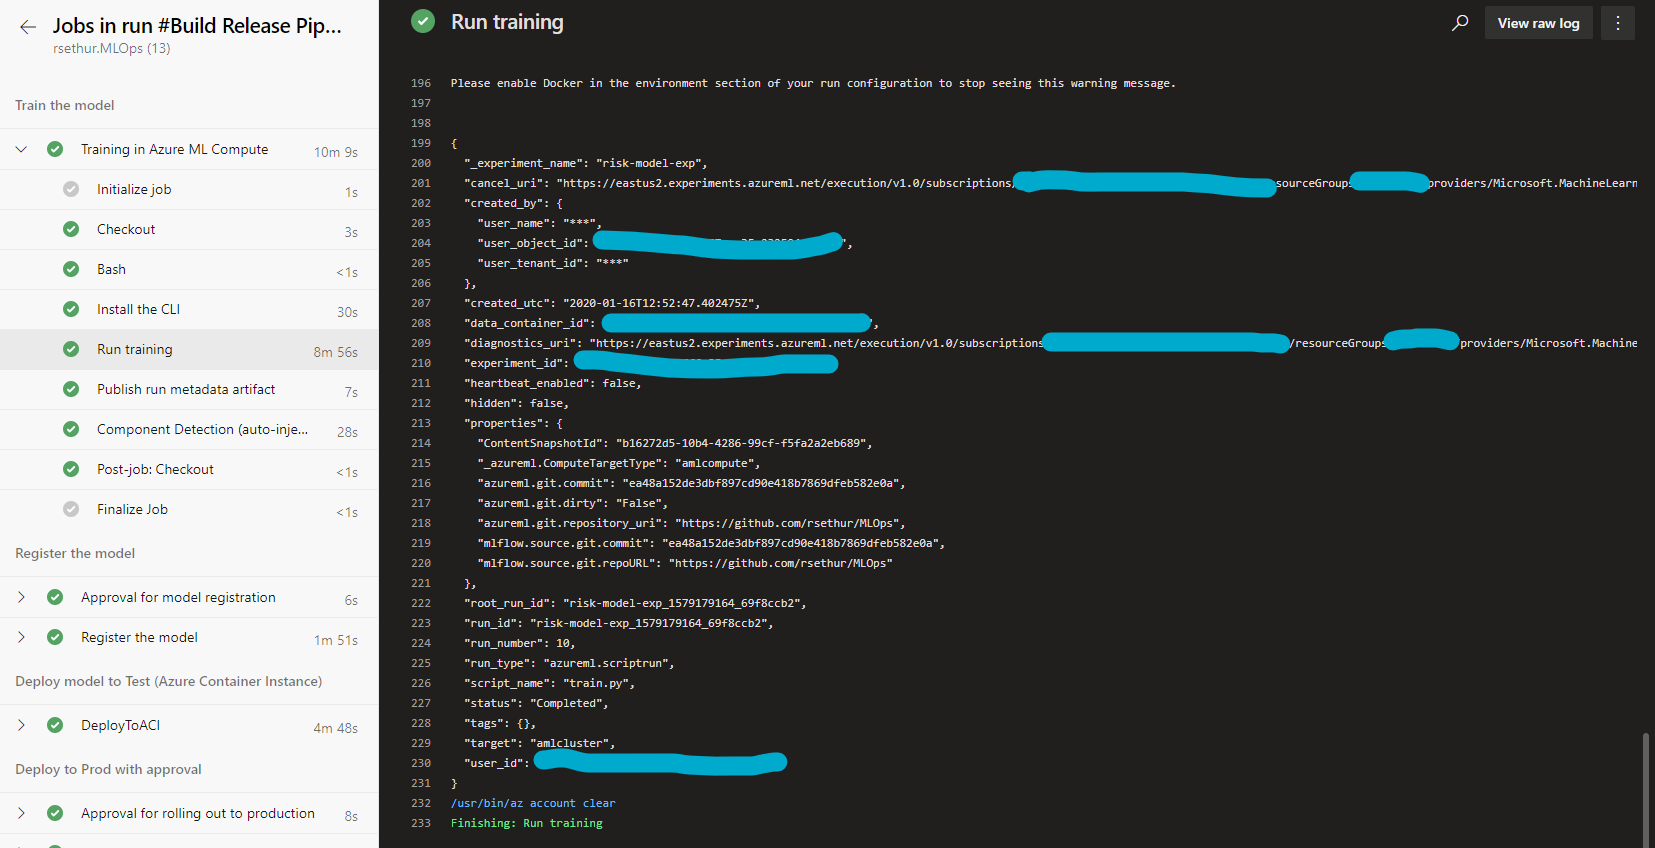 Jobs in run #Build Release Pip...
rsethur.MLOps (13)
Train the model
Training in Azure ML Compute 10m 9s
Initialize job 1s
Checkout 3s
Bash <1s
Install the CLI 30s
Run training 8m 56s
Publish run metadata artifact 7s
Component Detection (auto-inje... 28s
Post-job: Checkout <1s
Finalize Job <1s
Register the model
Approval for model registration 6s
Register the model 1m 51s
Deploy model to Test (Azure Container Instance)
DeployToACI 4m 48s
Deploy to Prod with approval
Approval for rolling out to production 8s
Run training
View raw log
196 Please enable Docker in the environment section of your run configuration to stop seeing this warning message.
197
198
199 {
200 "_experiment_name": "risk-model-exp",
201 "cancel_uri": "https://eastus2.experiments.azureml.net/execution/v1.0/subscriptions/ sourceGroups providers/Microsoft.MachineLearn
202 "created_by": {
203 "user_name": "***",
204 "user_object_id": ",
205 "user_tenant_id": "***"
206 },
207 "created_utc": "2020-01-16T12:52:47.402475Z",
208 "data_container_id": ,
209 "diagnostics_uri": "https://eastus2.experiments.azureml.net/execution/v1.0/subscriptions /resourceGroups providers/Microsoft.Machine
210 "experiment_id":
211 "heartbeat_enabled": false,
212 "hidden": false,
213 "properties": {
214 "ContentSnapshotId": "b16272d5-10b4-4286-99cf-f5fa2a2eb689",
215 "_azureml.ComputeTargetType": "amlcompute",
216 "azureml.git.commit": "ea48a152de3dbf897cd90e418b7869dfeb582e0a",
217 "azureml.git.dirty": "False",
218 "azureml.git.repository_uri": "https://github.com/rsethur/MLOps",
219 "mlflow.source.git.commit": "ea48a152de3dbf897cd90e418b7869dfeb582e0a",
220 "mlflow.source.git.repoURL": "https://github.com/rsethur/MLOps"
221 },
222 "root_run_id": "risk-model-exp_1579179164_69f8ccb2",
223 "run_id": "risk-model-exp_1579179164_69f8ccb2",
224 "run_number": 10,
225 "run_type": "azureml.scriptrun",
226 "script_name": "train.py",
227 "status": "Completed",
228 "tags": {},
229 "target": "amlcluster",
230 "user_id":
231 }
232 /usr/bin/az account clear
233 Finishing: Run training